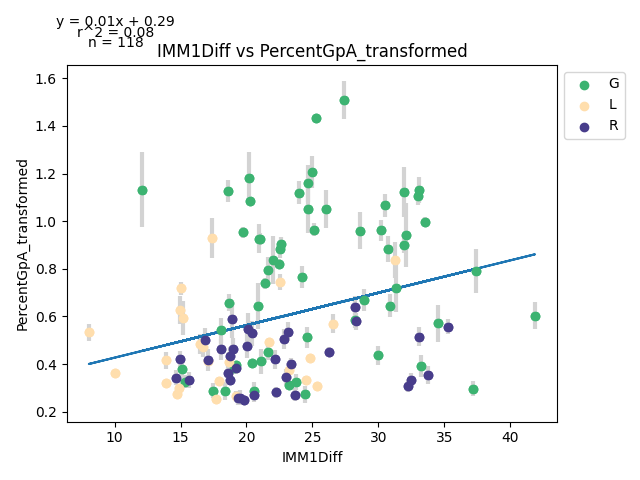 y = 0.01x + 0.29
r^2 = 0.08
n = 118
IMM1Diff vs PercentGpA_transformed
1.6
1.4
1.2
1.0
0.8
0.6
0.4
0.2
PercentGpA_transformed
10 15 20 25 30 35 40
IMM1Diff
G
L
R